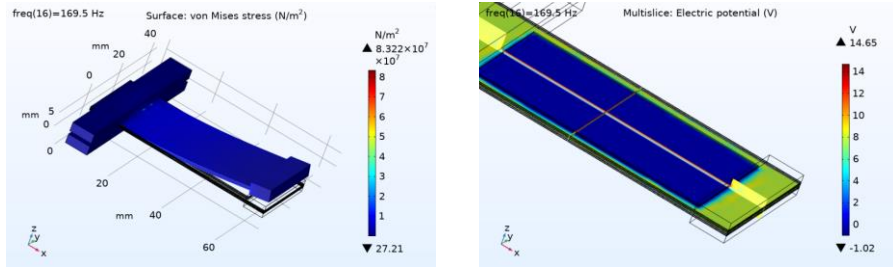 freq(16)=169.5 Hz Surface: von Mises stress (N/m²)
N/m²
▲ 8.322×10⁷
×10⁷
8
7
6
5
4
3
2
1
▼ 27.21
mm
40
20
0
mm
5
0
0
20
mm
40
60
z
y
x
freq(16)=169.5 Hz Multislice: Electric potential (V)
V
▲ 14.65
14
12
10
8
6
4
2
0
▼ -1.02
z
y
x